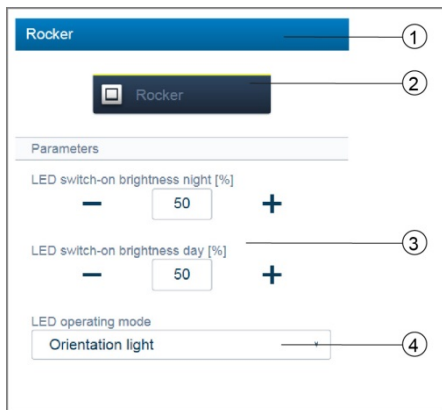 Rocker
1
Rocker
2
Parameters
LED switch-on brightness night [%]
− 50 +
3
LED switch-on brightness day [%]
− 50 +
LED operating mode
Orientation light
4